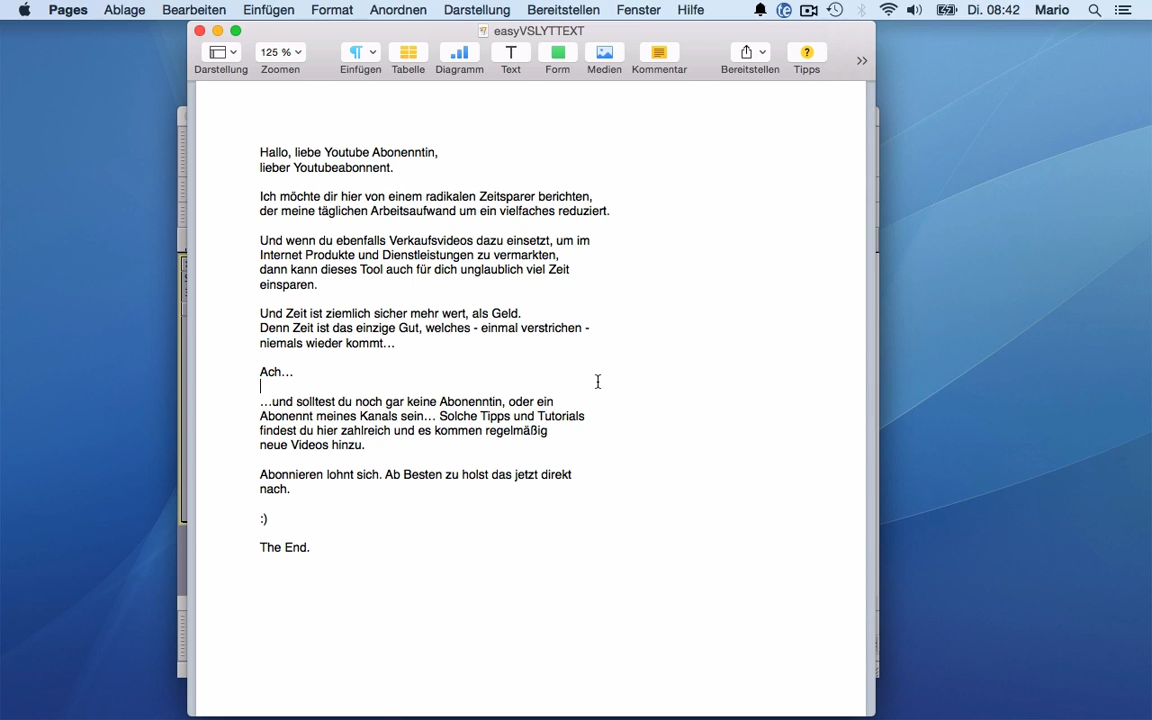 Pages Ablage Bearbeiten Einfügen Format Anordnen Darstellung Bereitstellen Fenster Hilfe Di. 08:42 Mario
easyVSLYTTEXT
125 %
Darstellung Zoomen Einfügen Tabelle Diagramm Text Form Medien Kommentar Bereitstellen Tipps
Hallo, liebe Youtube Abonenntin,
lieber Youtubeabonnent.
Ich möchte dir hier von einem radikalen Zeitsparer berichten,
der meine täglichen Arbeitsaufwand um ein vielfaches reduziert.
Und wenn du ebenfalls Verkaufsvideos dazu einsetzt, um im
Internet Produkte und Dienstleistungen zu vermarkten,
dann kann dieses Tool auch für dich unglaublich viel Zeit
einsparen.
Und Zeit ist ziemlich sicher mehr wert, als Geld.
Denn Zeit ist das einzige Gut, welches - einmal verstrichen -
niemals wieder kommt…
Ach…
…und solltest du noch gar keine Abonenntin, oder ein
Abonennt meines Kanals sein… Solche Tipps und Tutorials
findest du hier zahlreich und es kommen regelmäßig
neue Videos hinzu.
Abonnieren lohnt sich. Ab Besten zu holst das jetzt direkt
nach.
:)
The End.